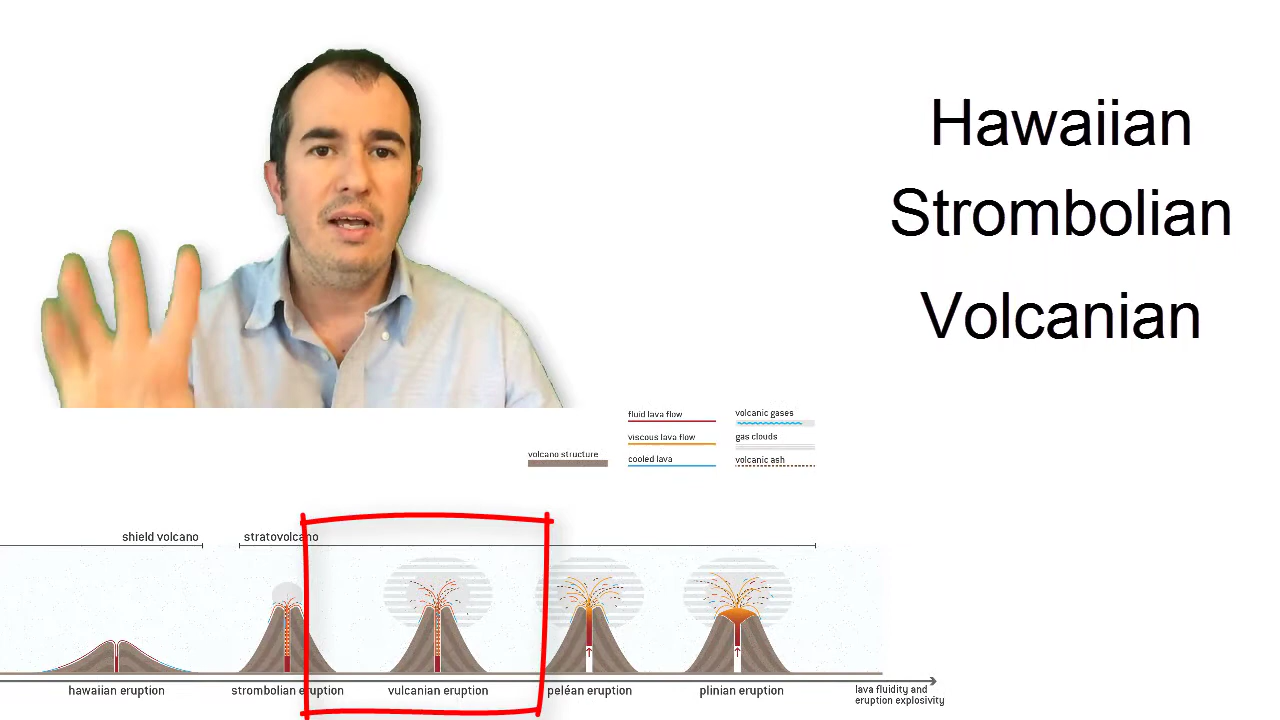 Hawaiian
Strombolian
Volcanian
fluid lava flow
volcanic gases
viscous lava flow
gas clouds
volcano structure
cooled lava
volcanic ash
shield volcano
stratovolcano
hawaiian eruption
strombolian eruption
vulcanian eruption
peléan eruption
plinian eruption
lava fluidity and
eruption explosivity